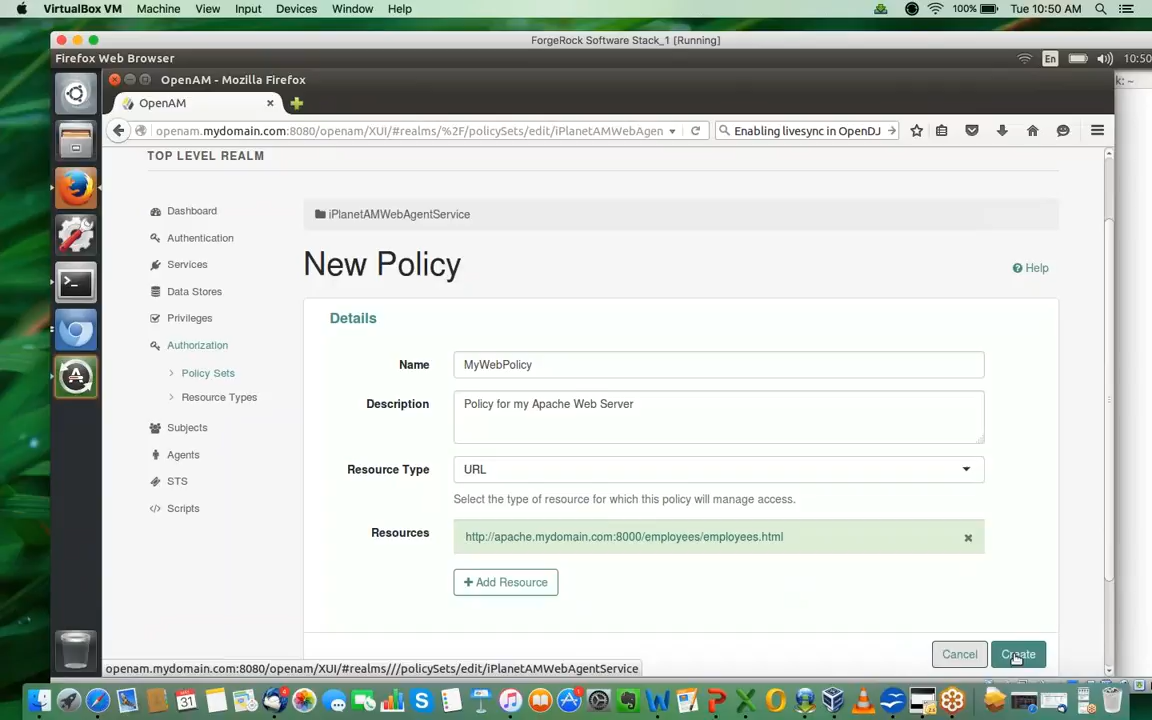 VirtualBox VM Machine View Input Devices Window Help 100% Tue 10:50 AM
ForgeRock Software Stack_1 [Running]
Firefox Web Browser En 10:50
OpenAM - Mozilla Firefox k: ~
OpenAM
openam.mydomain.com:8080/openam/XUI/#realms/%2F/policySets/edit/iPlanetAMWebAgen Enabling livesync in OpenDJ
TOP LEVEL REALM
Dashboard
Authentication
Services
Data Stores
Privileges
Authorization
Policy Sets
Resource Types
Subjects
Agents
STS
Scripts
iPlanetAMWebAgentService
New Policy
Help
Details
Name MyWebPolicy
Description Policy for my Apache Web Server
Resource Type URL
Select the type of resource for which this policy will manage access.
Resources http://apache.mydomain.com:8000/employees/employees.html
+ Add Resource
Cancel Create
openam.mydomain.com:8080/openam/XUI/#realms///policySets/edit/iPlanetAMWebAgentService